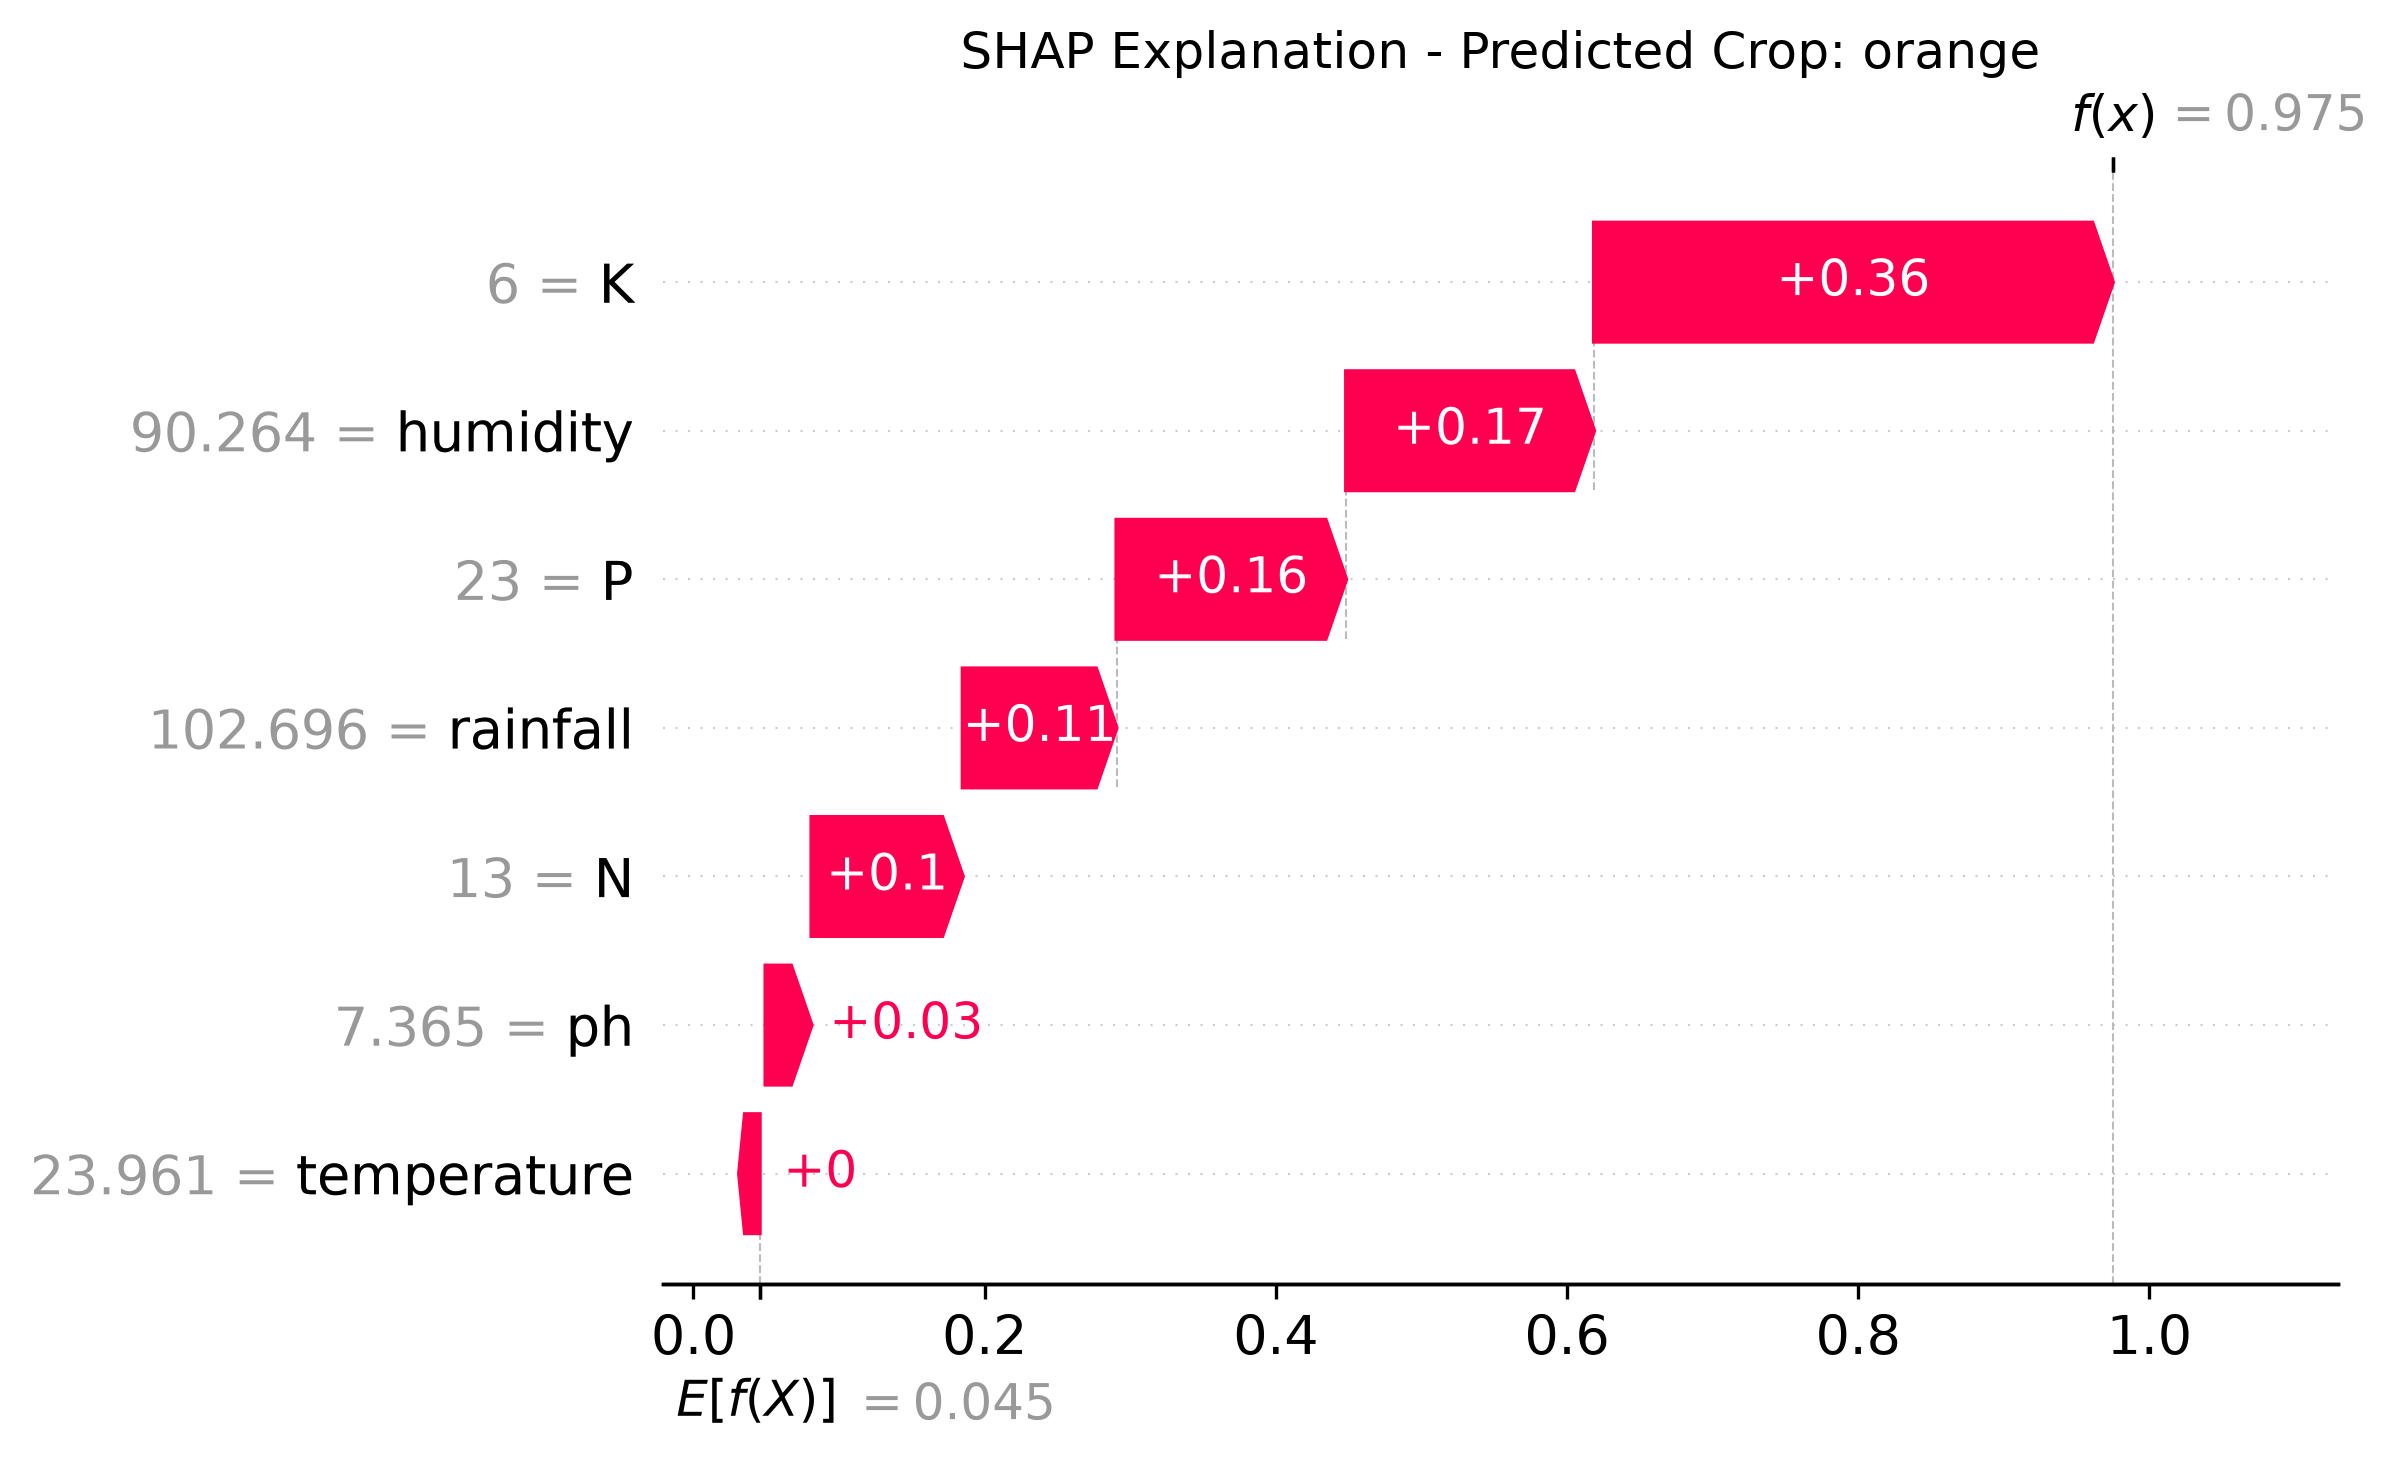 SHAP Explanation - Predicted Crop: orange
f(x) = 0.975
6 = K +0.36
90.264 = humidity +0.17
23 = P +0.16
102.696 = rainfall +0.11
13 = N +0.1
7.365 = ph +0.03
23.961 = temperature +0
0.0 0.2 0.4 0.6 0.8 1.0
E[f(X)] = 0.045